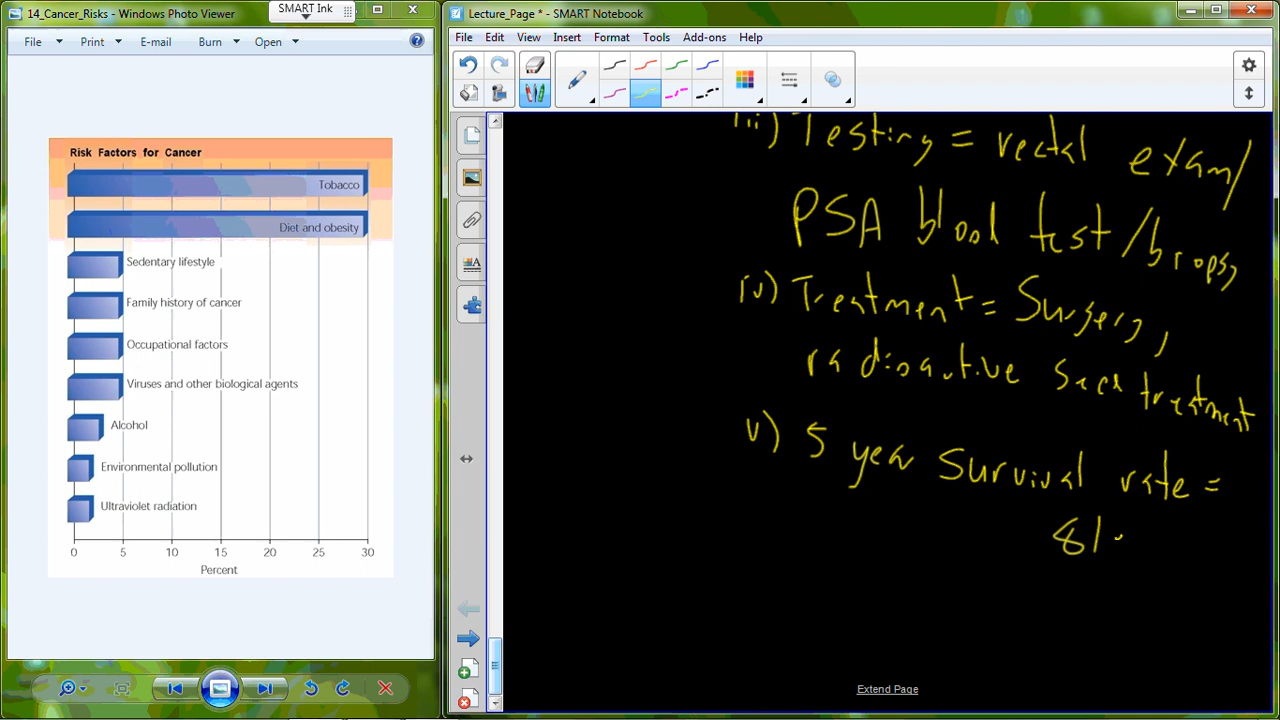 14_Cancer_Risks - Windows Photo Viewer
SMART Ink
File Print E-mail Burn Open
Risk Factors for Cancer
Tobacco
Diet and obesity
Sedentary lifestyle
Family history of cancer
Occupational factors
Viruses and other biological agents
Alcohol
Environmental pollution
Ultraviolet radiation
0 5 10 15 20 25 30
Percent
Lecture_Page * - SMART Notebook
File Edit View Insert Format Tools Add-ons Help
iii) Testing = rectal exam/
PSA blood test/biopsy
iv) Treatment = Surgery,
radioactive seed treatment
v) 5 year survival rate =
81
Extend Page